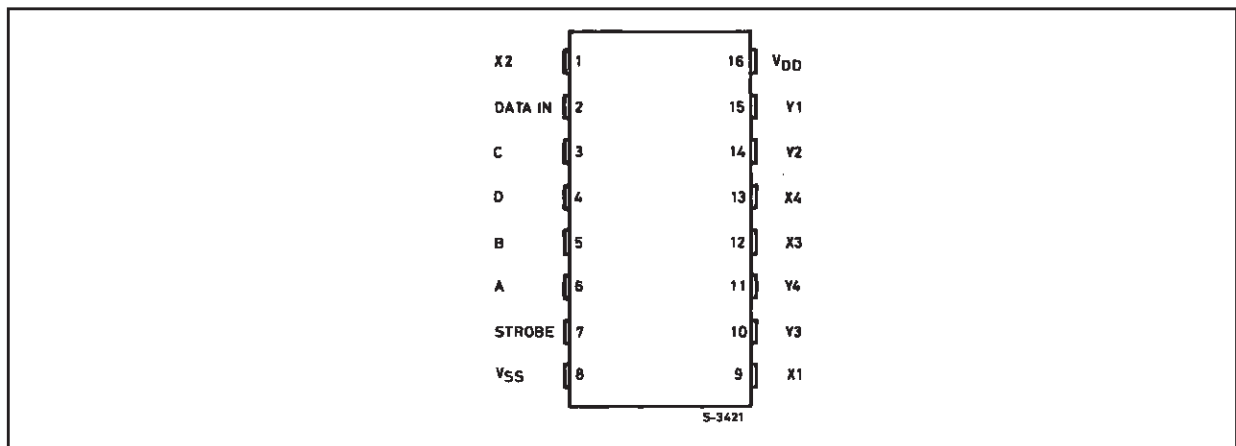 X2 1 16 VDD
DATA IN 2 15 Y1
C 3 14 Y2
D 4 13 X4
B 5 12 X3
A 6 11 Y4
STROBE 7 10 Y3
VSS 8 9 X1
S-3421